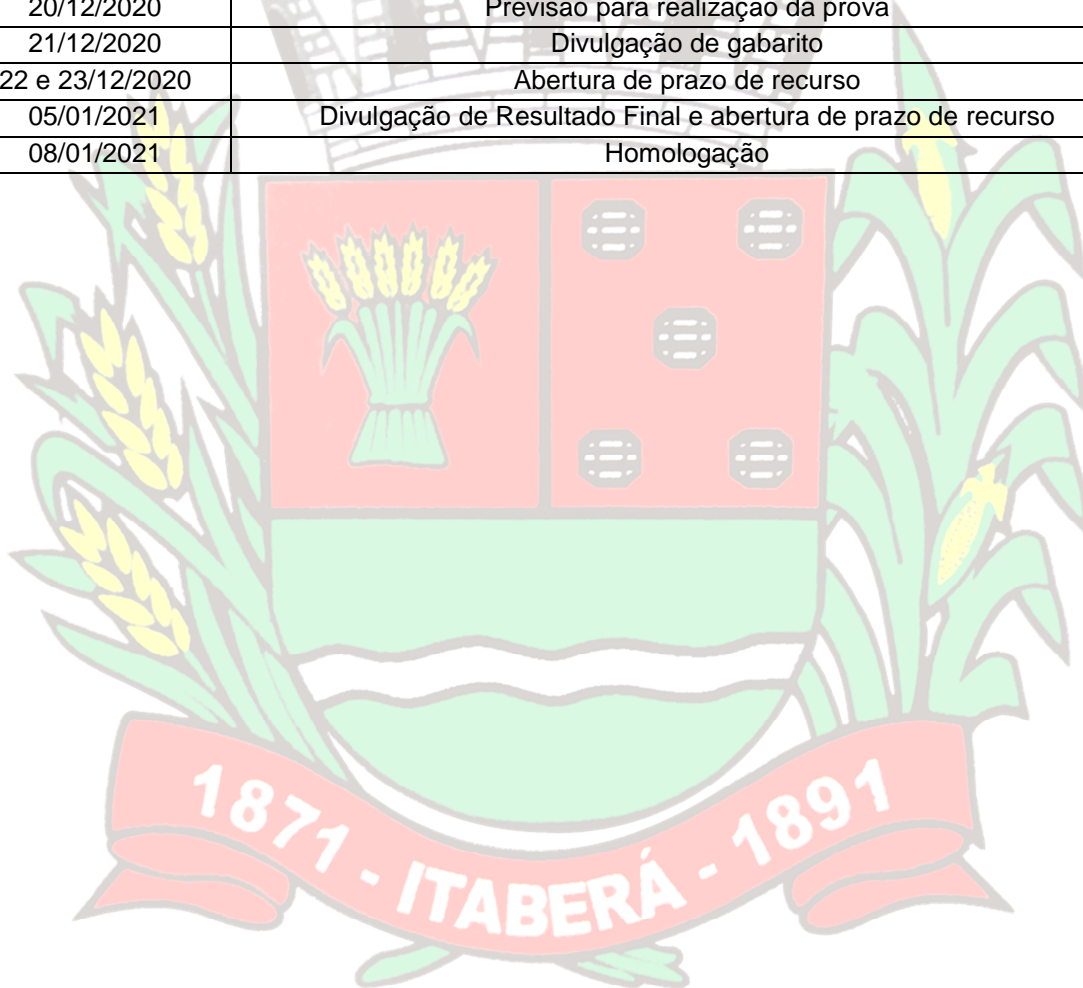 20/12/2020 Previsão para realização da prova
21/12/2020 Divulgação de gabarito
22 e 23/12/2020 Abertura de prazo de recurso
05/01/2021 Divulgação de Resultado Final e abertura de prazo de recurso
08/01/2021 Homologação
1871 - ITABERÁ - 1891